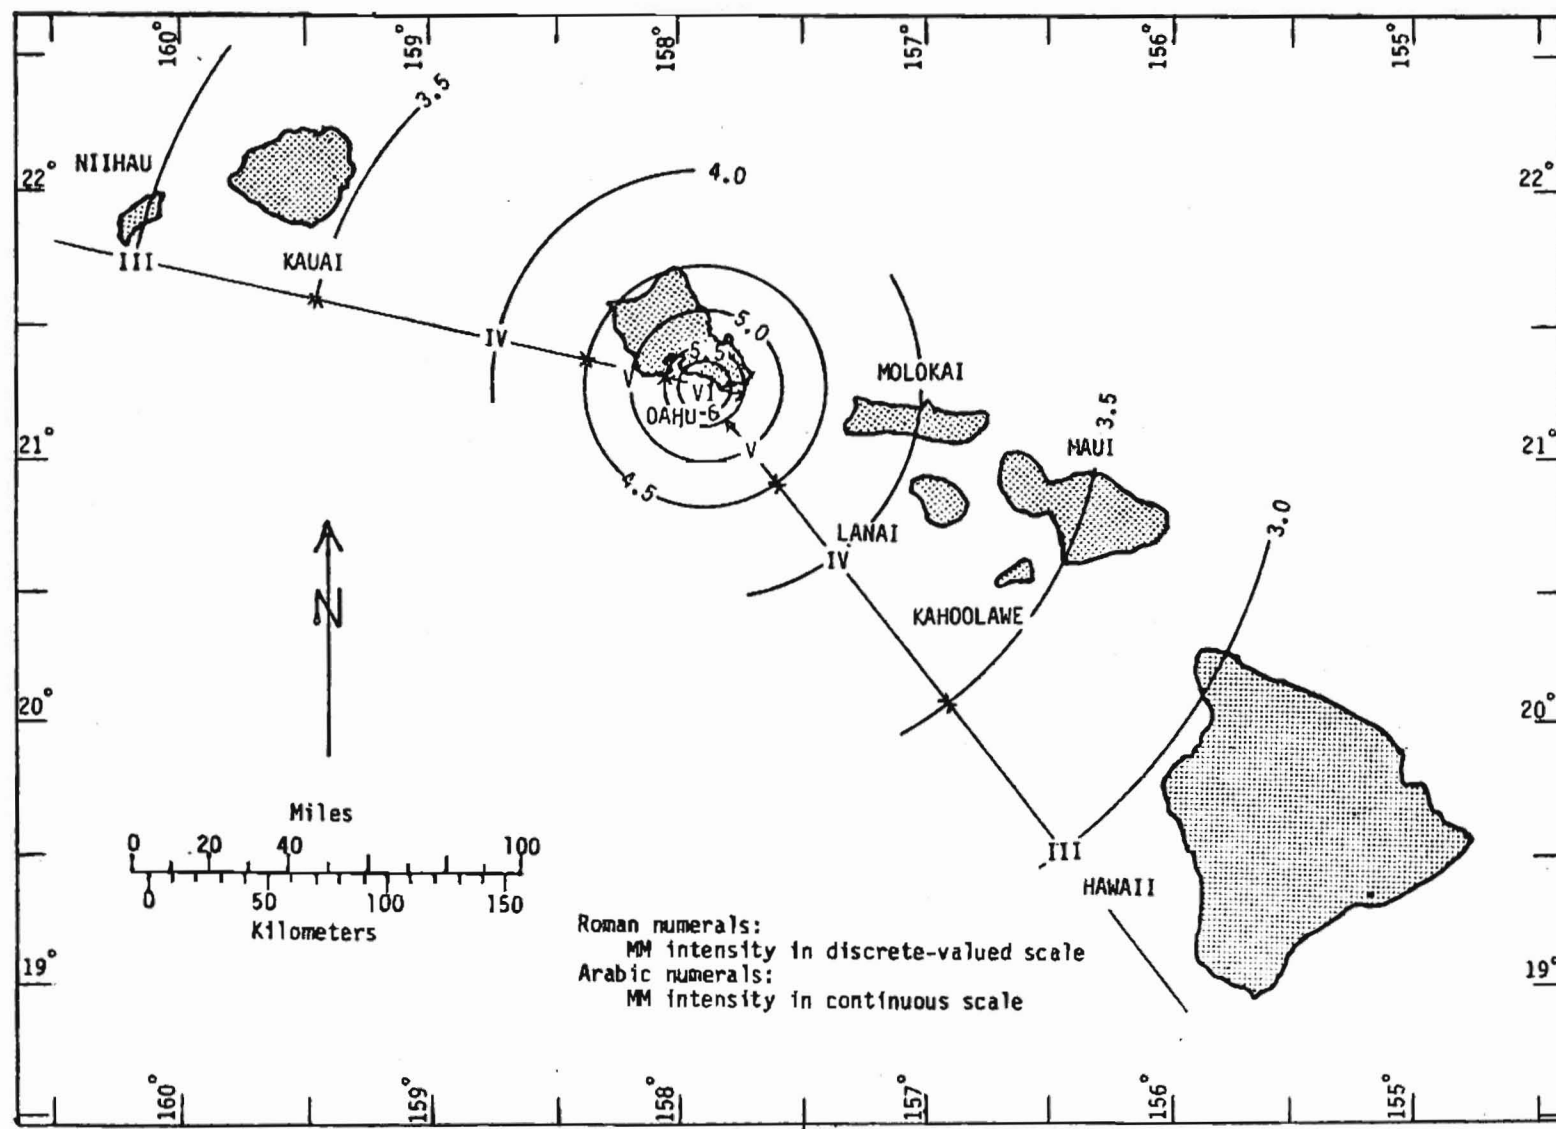 160° 159° 158° 157° 156° 155°
3.5
NIIHAU
22° 4.0 22°
III KAUAI
IV 5.0
5.5
V MOLOKAI
VI
OAHU-6
3.5
21° V MAUI 21°
4.5
3.0
LANAI
IV
N
KAHOOLAWE
20° 20°
Miles
0 20 40 100
III
HAWAII
0 50 100 150
Kilometers
Roman numerals:
MM intensity in discrete-valued scale
19° 19°
Arabic numerals:
MM intensity in continuous scale
160° 159° 158° 157° 156° 155°